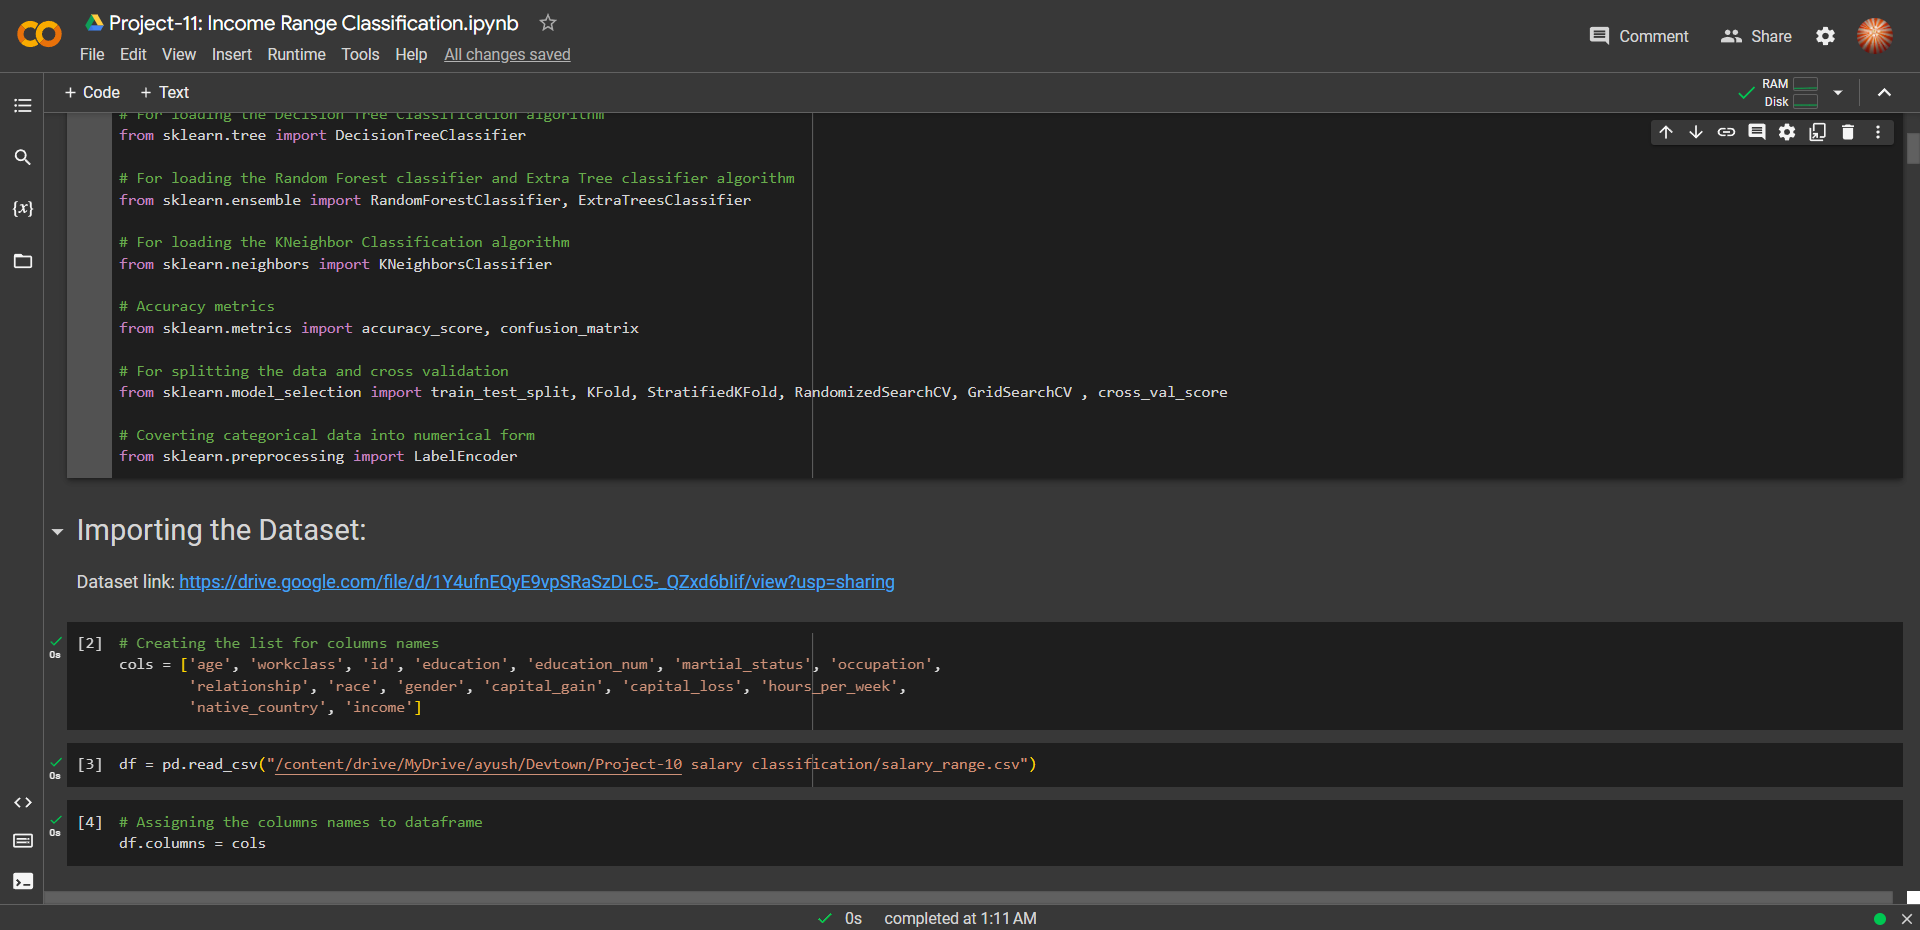 Project-11: Income Range Classification.ipynb
File Edit View Insert Runtime Tools Help All changes saved
Comment Share
+ Code + Text
RAM
Disk
# For loading the Decision Tree Classification algorithm
from sklearn.tree import DecisionTreeClassifier
# For loading the Random Forest classifier and Extra Tree classifier algorithm
from sklearn.ensemble import RandomForestClassifier, ExtraTreesClassifier
# For loading the KNeighbor Classification algorithm
from sklearn.neighbors import KNeighborsClassifier
# Accuracy metrics
from sklearn.metrics import accuracy_score, confusion_matrix
# For splitting the data and cross validation
from sklearn.model_selection import train_test_split, KFold, StratifiedKFold, RandomizedSearchCV, GridSearchCV , cross_val_score
# Coverting categorical data into numerical form
from sklearn.preprocessing import LabelEncoder
Importing the Dataset:
Dataset link: https://drive.google.com/file/d/1Y4ufnEQyE9vpSRaSzDLC5-_QZxd6bIif/view?usp=sharing
[2] # Creating the list for columns names
0s
cols = ['age', 'workclass', 'id', 'education', 'education_num', 'martial_status', 'occupation',
'relationship', 'race', 'gender', 'capital_gain', 'capital_loss', 'hours_per_week',
'native_country', 'income']
[3] df = pd.read_csv("/content/drive/MyDrive/ayush/Devtown/Project-10 salary classification/salary_range.csv")
0s
[4] # Assigning the columns names to dataframe
0s
df.columns = cols
0s completed at 1:11 AM